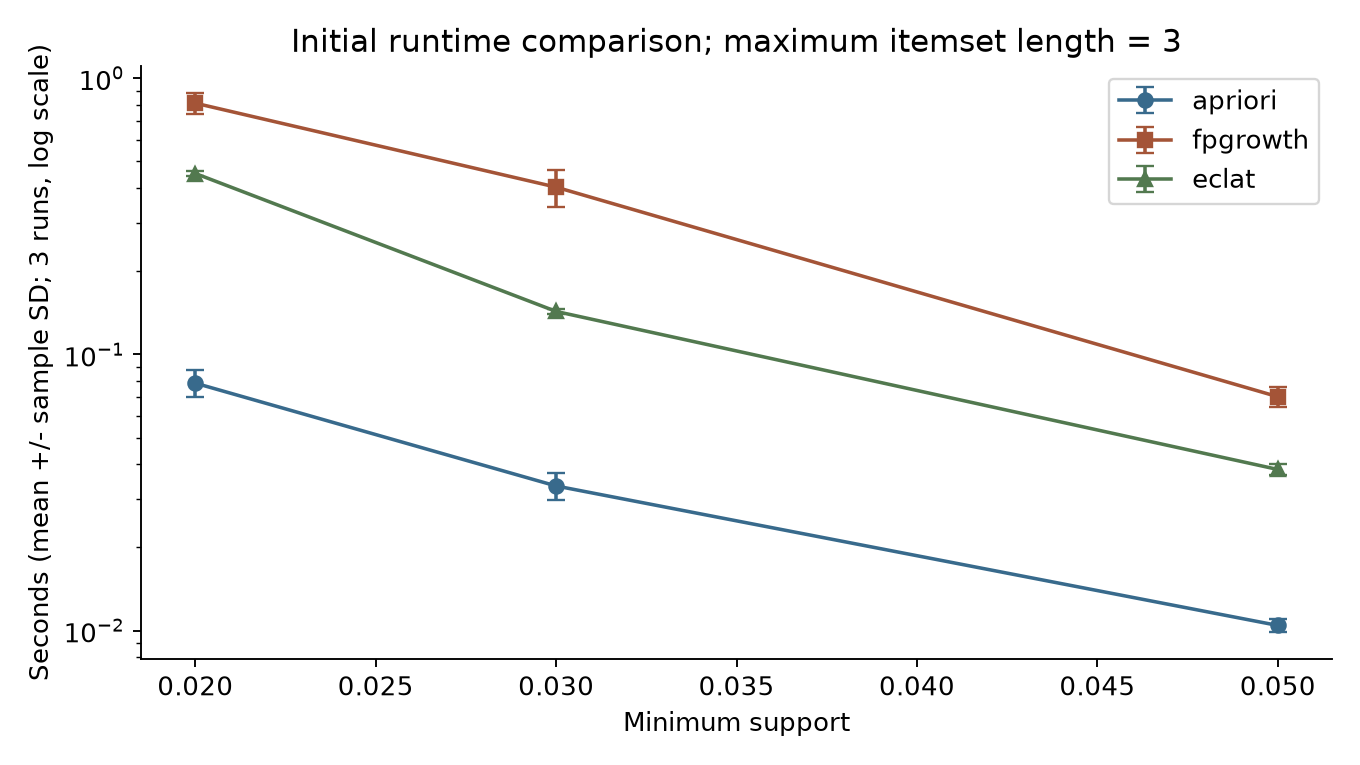 Initial runtime comparison; maximum itemset length = 3
Seconds (mean +/- sample SD; 3 runs, log scale)
10⁰
10⁻¹
10⁻²
apriori
fpgrowth
eclat
0.020 0.025 0.030 0.035 0.040 0.045 0.050
Minimum support